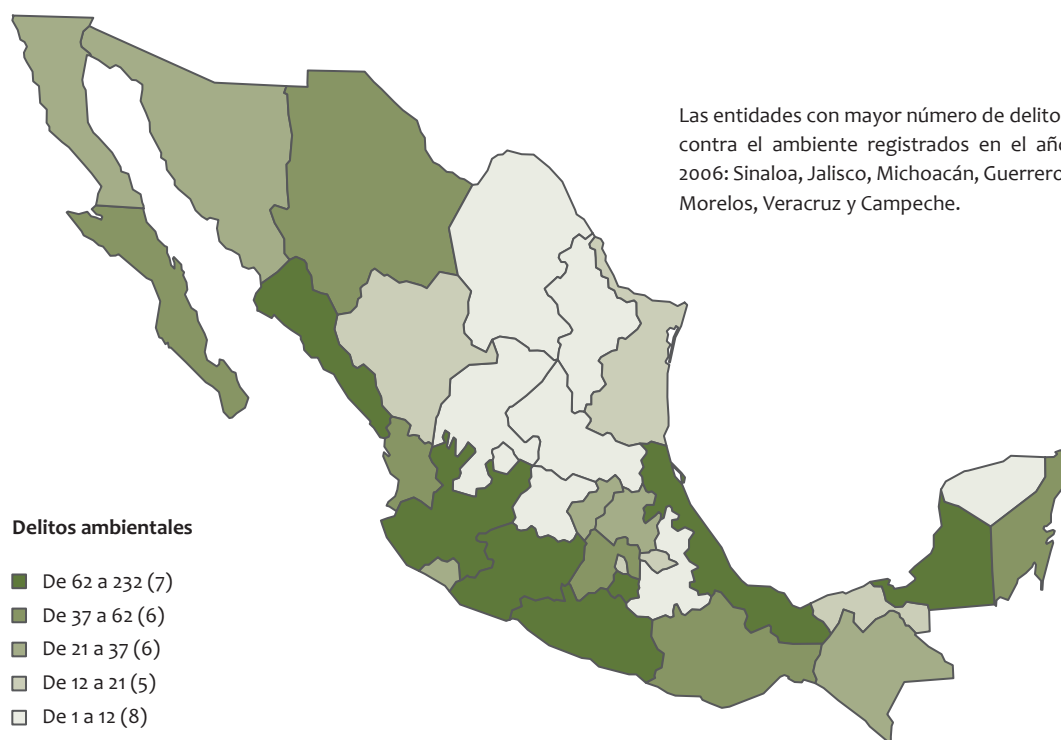 Las entidades con mayor número de delito
contra el ambiente registrados en el año
2006: Sinaloa, Jalisco, Michoacán, Guerrero
Morelos, Veracruz y Campeche.
Delitos ambientales
De 62 a 232 (7)
De 37 a 62 (6)
De 21 a 37 (6)
De 12 a 21 (5)
De 1 a 12 (8)